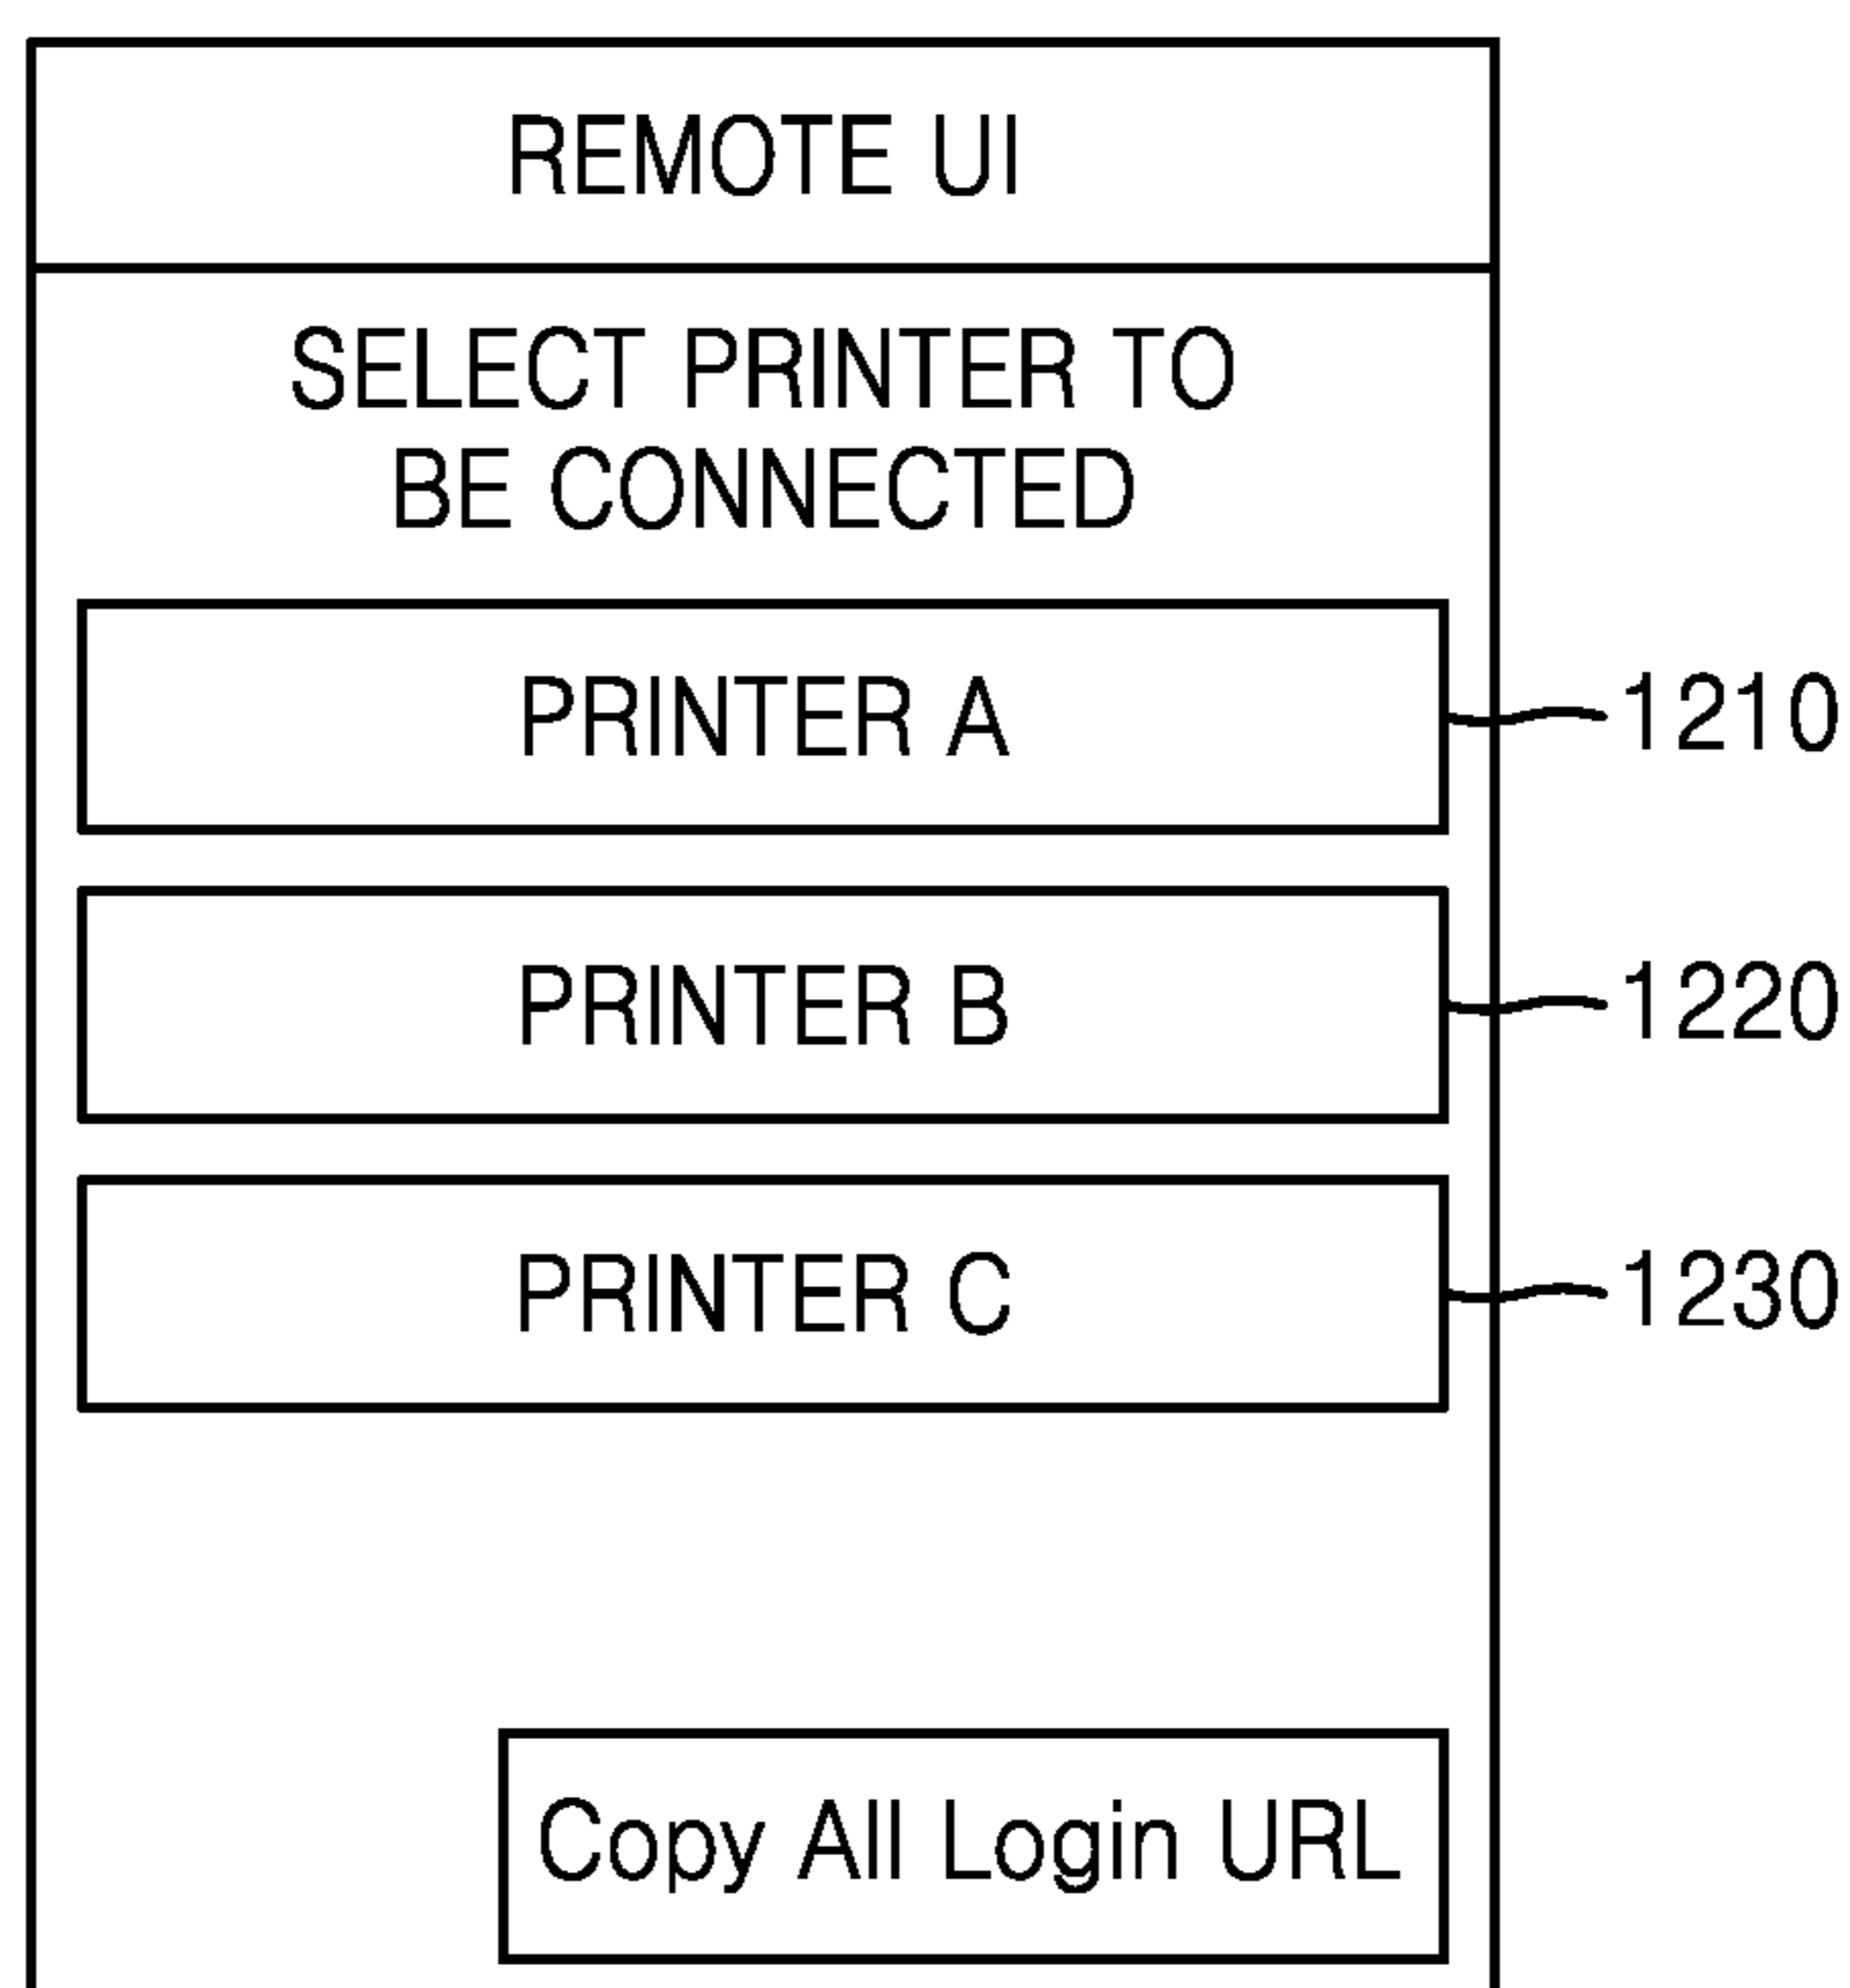 REMOTE UI
SELECT PRINTER TO
BE CONNECTED
PRINTER A
1210
PRINTER B
1220
PRINTER C
1230
Copy All Login URL